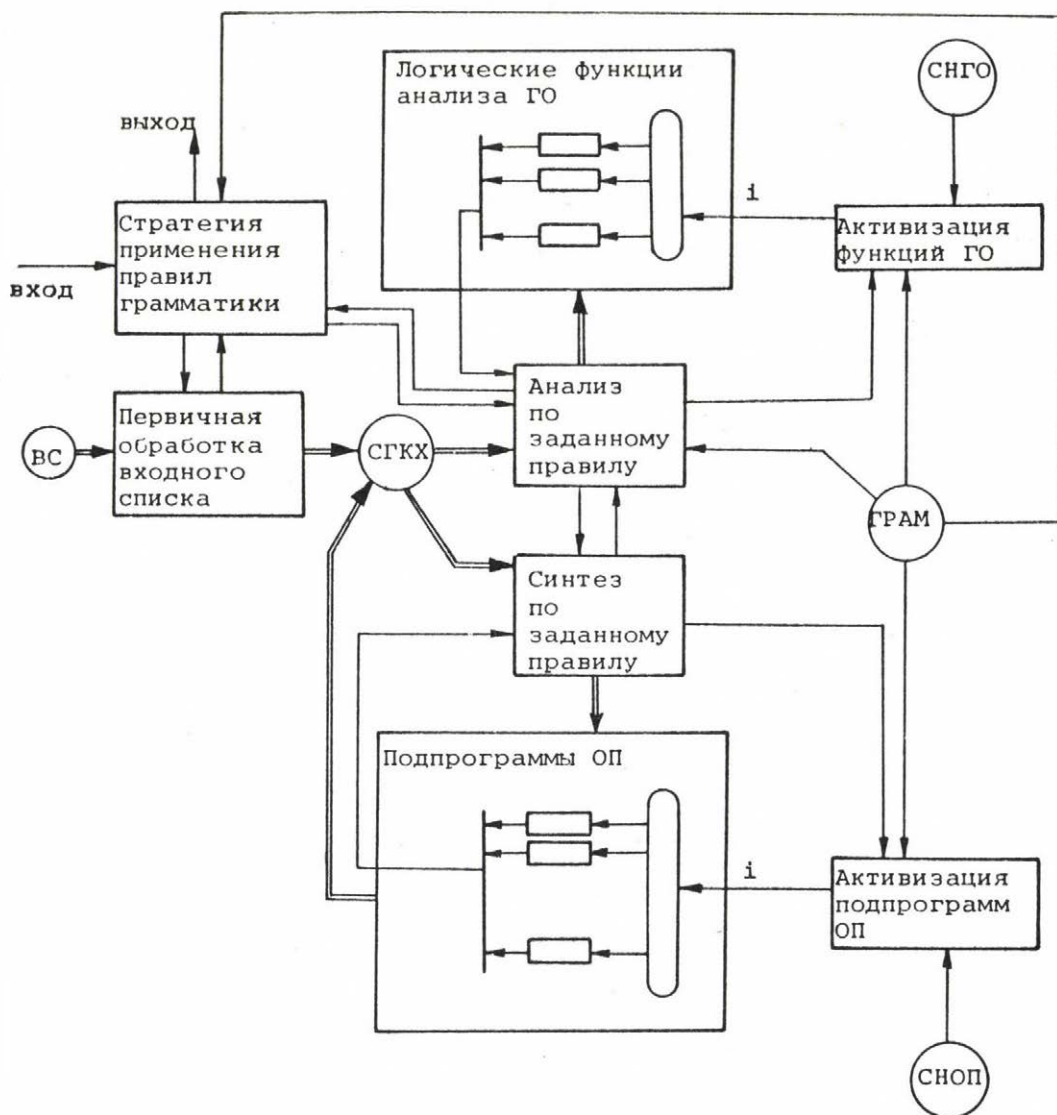 Логические функции
анализа ГО
СНГО
выход
i
Стратегия
применения
правил
грамматики
Активизация
функций ГО
вход
Анализ
по
заданному
правилу
Первичная
обработка
входного
списка
ВС
СГКХ
ГРАМ
Синтез
по
заданному
правилу
Подпрограммы ОП
i
Активизация
подпрограмм
ОП
СНОП